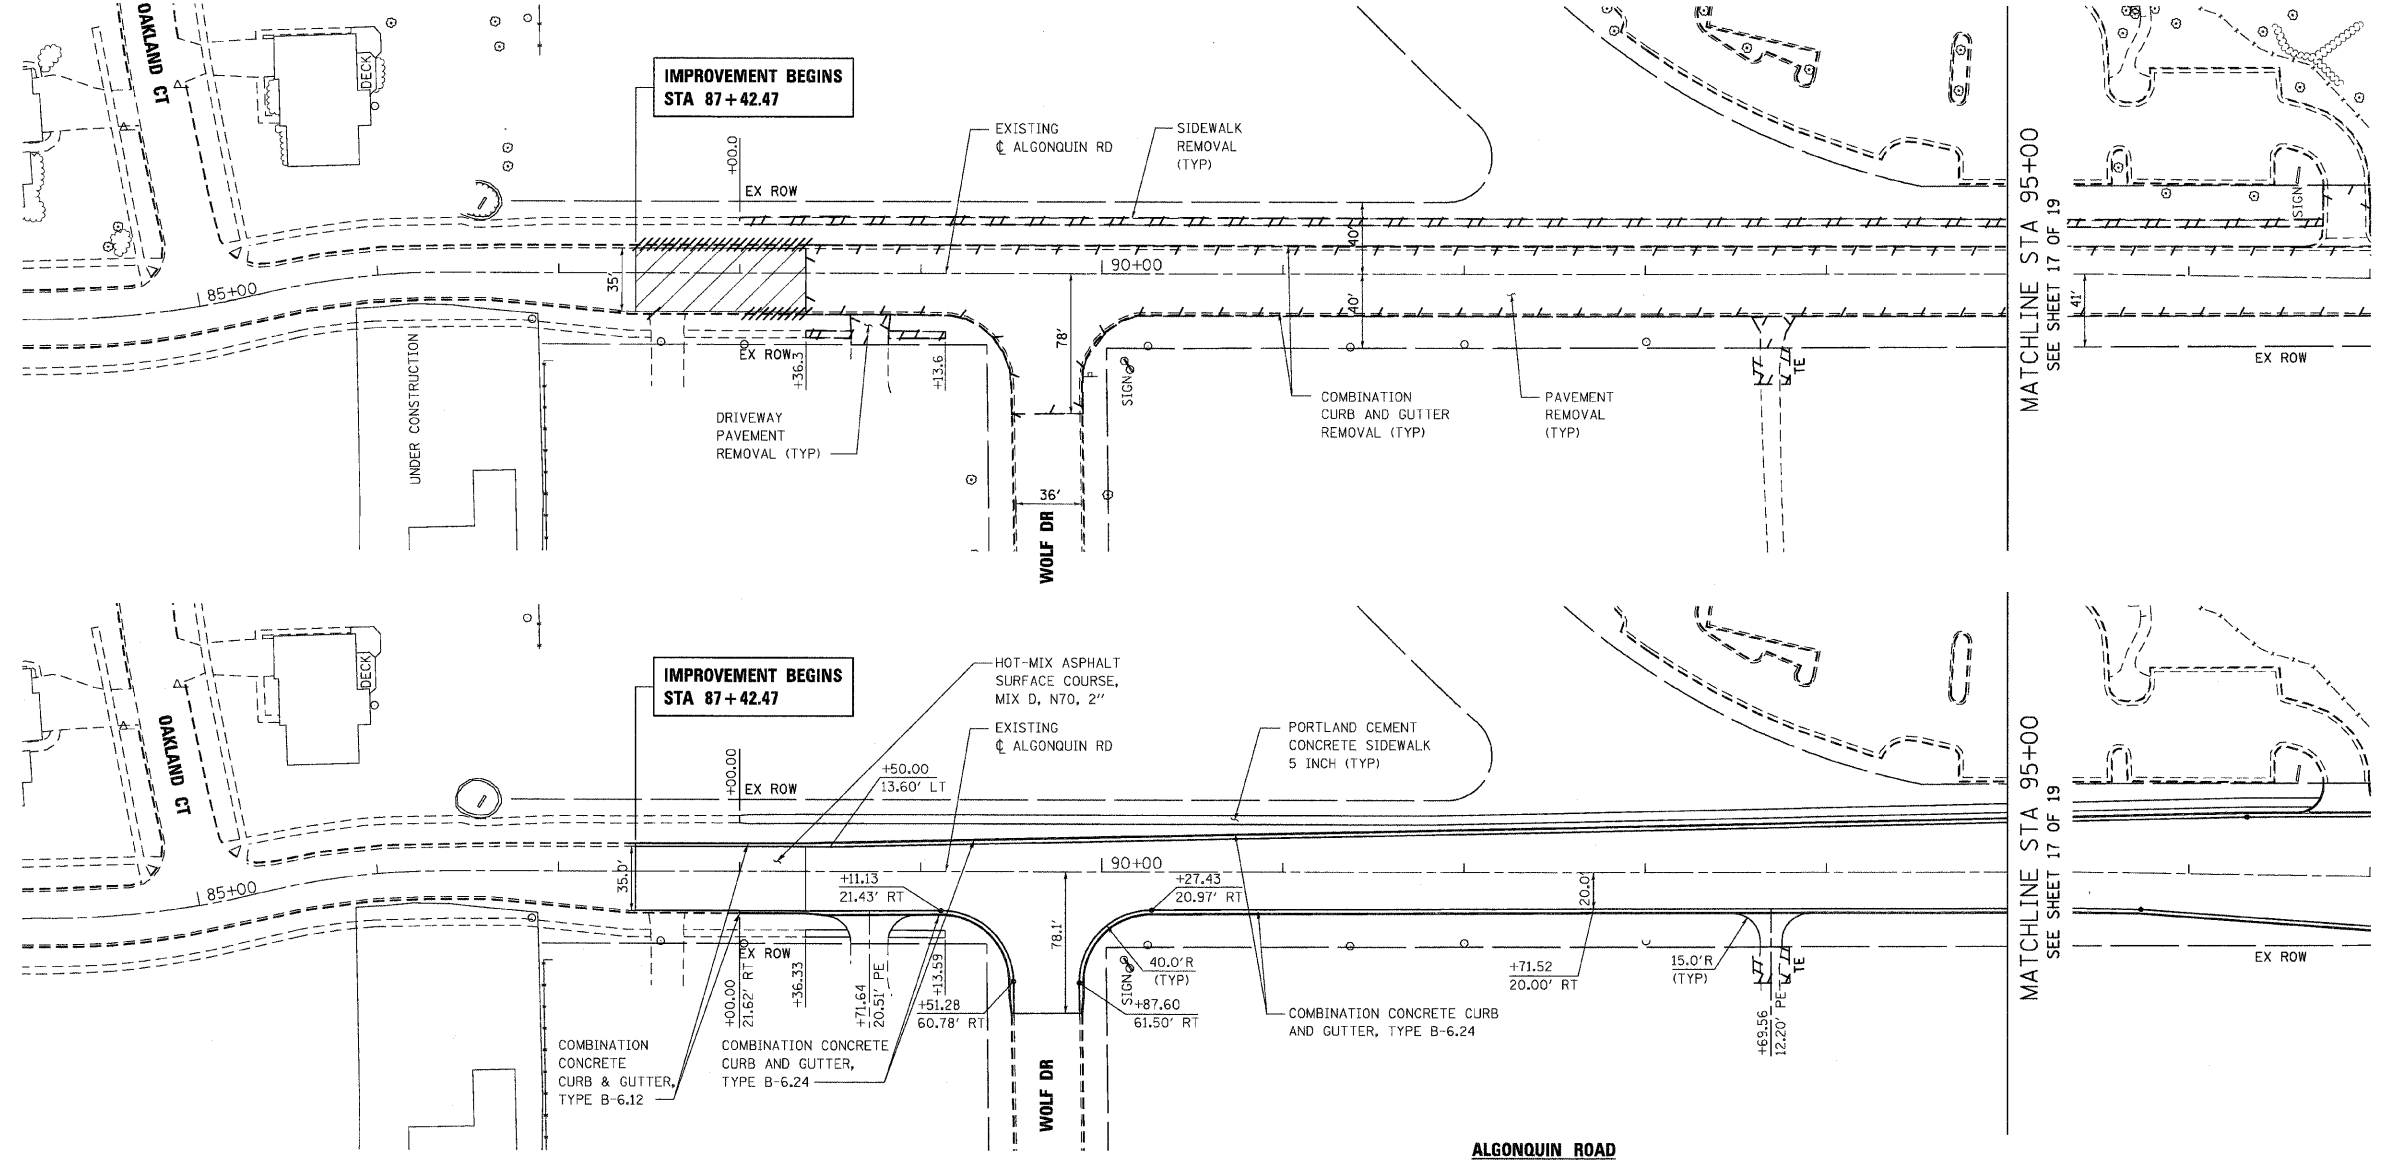 OAKLAND CT
DECK
IMPROVEMENT BEGINS
STA 87+42.47
+00.0
EX ROW
EXISTING
℄ ALGONQUIN RD
SIDEWALK
REMOVAL
(TYP)
40'
SIGN
MATCHLINE STA 95+00
SEE SHEET 17 OF 19
85+00
35'
90+00
78'
40'
41'
EX ROW
+36.3
+13.6
SIGN
P
TE
EX ROW
UNDER CONSTRUCTION
DRIVEWAY
PAVEMENT
REMOVAL (TYP)
COMBINATION
CURB AND GUTTER
REMOVAL (TYP)
PAVEMENT
REMOVAL
(TYP)
36'
WOLF DR
DECK
OAKLAND CT
IMPROVEMENT BEGINS
STA 87+42.47
HOT-MIX ASPHALT
SURFACE COURSE,
MIX D, N70, 2"
EXISTING
℄ ALGONQUIN RD
PORTLAND CEMENT
CONCRETE SIDEWALK
5 INCH (TYP)
+00.00
EX ROW
+50.00
13.60' LT
MATCHLINE STA 95+00
SEE SHEET 17 OF 19
85+00
35.0'
90+00
+11.13
21.43' RT
+27.43
20.97' RT
20.0'
78.1'
EX ROW
+00.00
21.62' RT
+36.33
+71.64
20.51' PE
+13.59
+51.28
60.78' RT
SIGN
40.0'R
(TYP)
+87.60
61.50' RT
+71.52
20.00' RT
15.0'R
(TYP)
TE
+69.56
12.20' PE
EX ROW
COMBINATION
CONCRETE
CURB & GUTTER,
TYPE B-6.12
COMBINATION CONCRETE
CURB AND GUTTER,
TYPE B-6.24
COMBINATION CONCRETE CURB
AND GUTTER, TYPE B-6.24
WOLF DR
ALGONQUIN ROAD